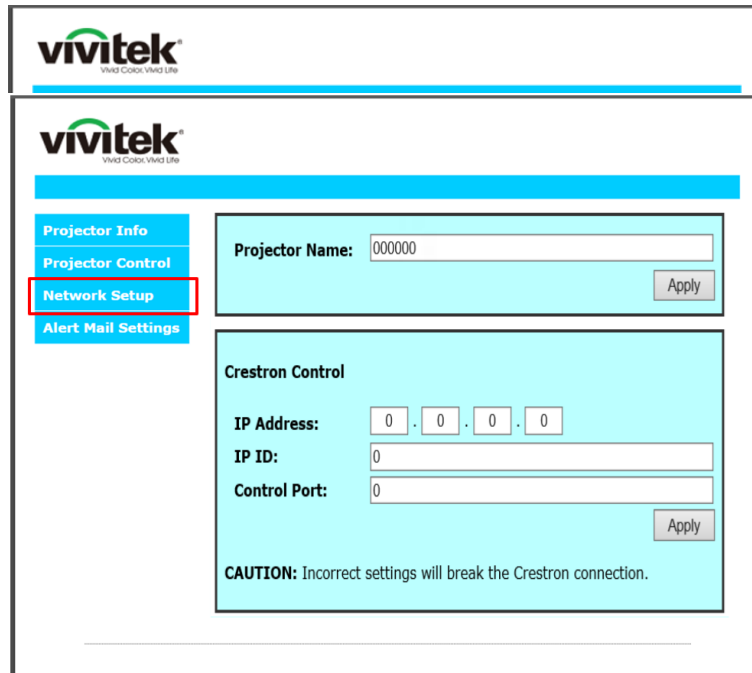 vivitek®
Vivid Color, Vivid Life
vivitek®
Vivid Color, Vivid Life
Projector Info
Projector Control
Network Setup
Alert Mail Settings
Projector Name: 000000
Apply
Crestron Control
IP Address: 0 . 0 . 0 . 0
IP ID: 0
Control Port: 0
Apply
CAUTION: Incorrect settings will break the Crestron connection.